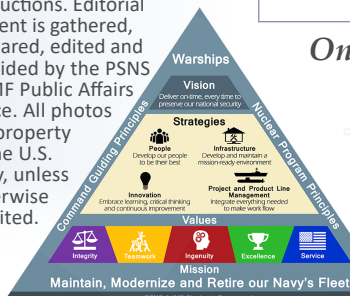 uctions. Editorial
ent is gathered,
ared, edited and
ided by the PSNS
MF Public Affairs
ce. All photos
property
e U.S.
y, unless
erwise
ited.
On
Warships
Vision
Deliver on-time, every time to
preserve our national security
Command Guiding Principles
Nuclear Program Principles
Strategies
People
Develop our people
to be their best
Infrastructure
Develop and maintain a
mission-ready environment
Innovation
Embrace learning, critical thinking
and continuous improvement
Project and Product Line
Management
Integrate everything needed
to make work flow
Values
Integrity
Teamwork
Ingenuity
Excellence
Service
Mission
Maintain, Modernize and Retire our Navy's Fleet